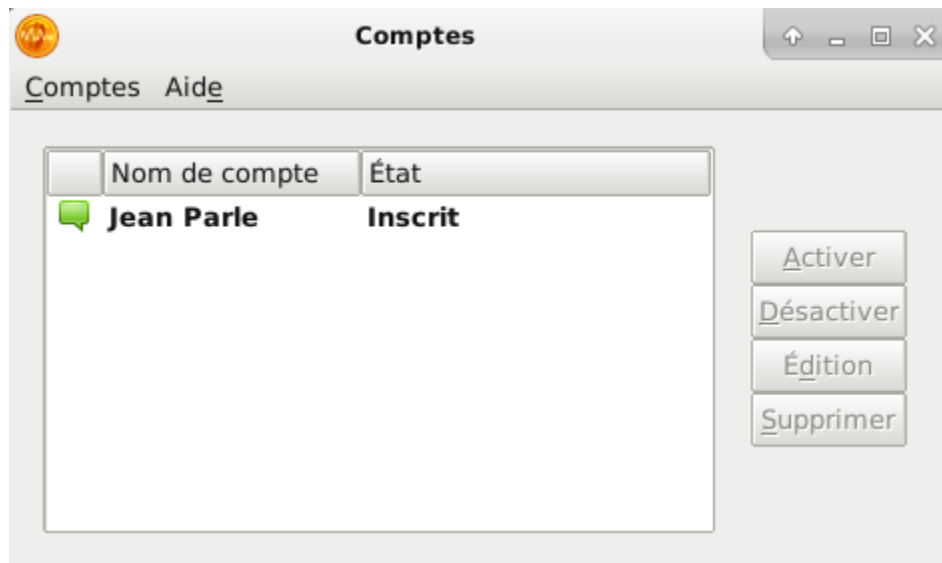 Comptes
Comptes Aide
Nom de compte État
Jean Parle Inscrit
Activer
Désactiver
Édition
Supprimer